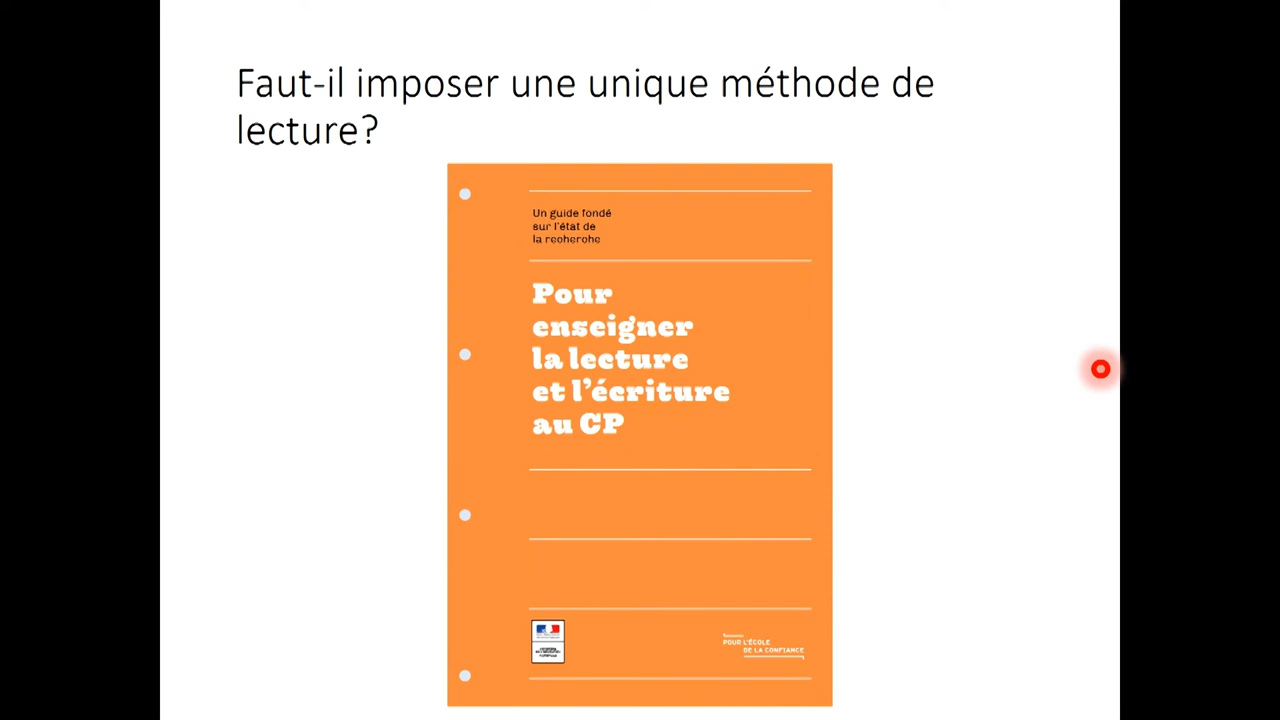 Faut-il imposer une unique méthode de
lecture?
Un guide fondé
sur l'état de
la recherche
Pour
enseigner
la lecture
et l'écriture
au CP
POUR L'ÉCOLE
DE LA CONFIANCE